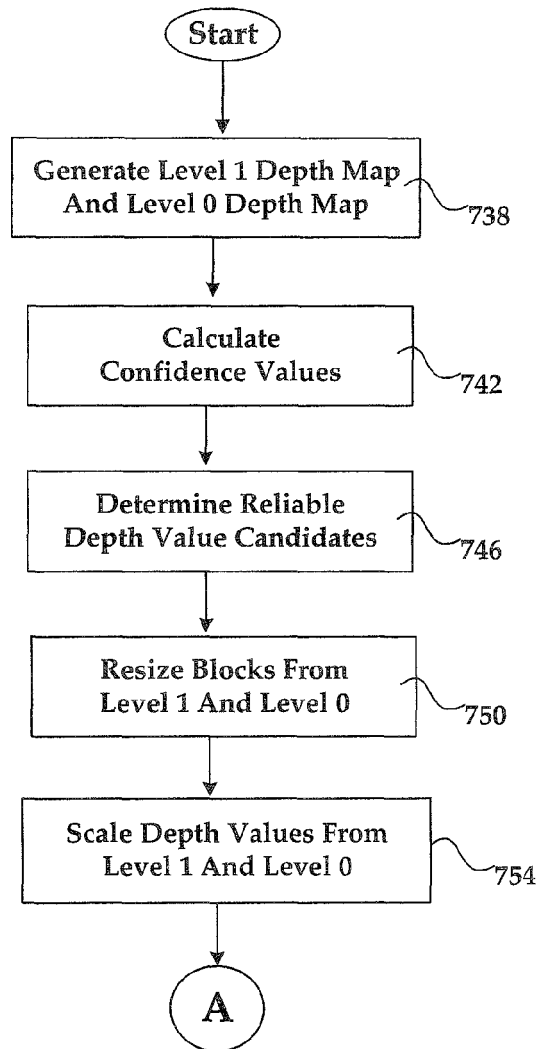 Start
Generate Level 1 Depth Map
And Level 0 Depth Map
738
Calculate
Confidence Values
742
Determine Reliable
Depth Value Candidates
746
Resize Blocks From
Level 1 And Level 0
750
Scale Depth Values From
Level 1 And Level 0
754
A